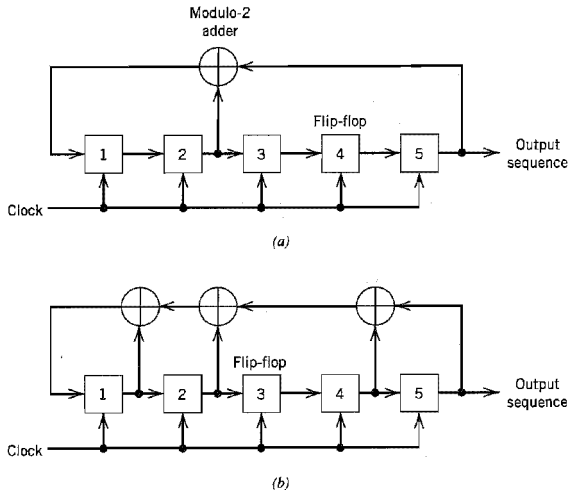 Modulo-2
adder
Flip-flop
1 2 3 4 5
Output
sequence
Clock
(a)
Flip-flop
1 2 3 4 5
Output
sequence
Clock
(b)